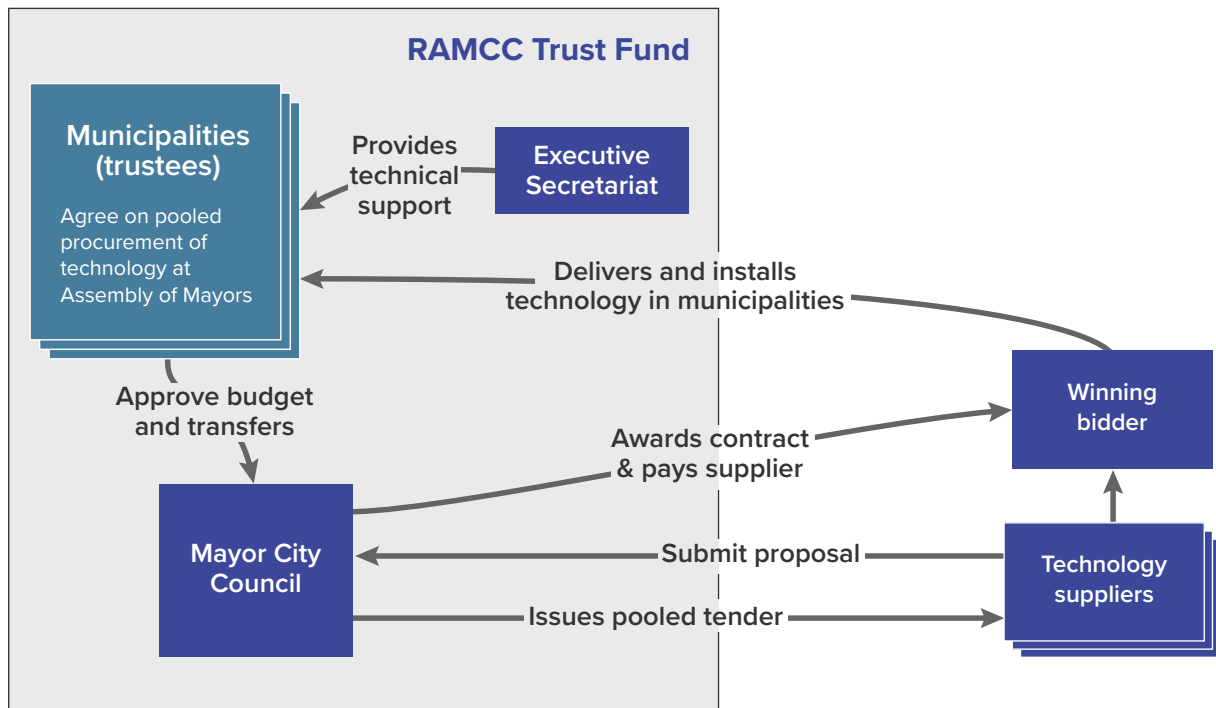 RAMCC Trust Fund
Municipalities
(trustees)
Agree on pooled
procurement of
technology at
Assembly of Mayors
Provides
technical
support
Executive
Secretariat
Delivers and installs
technology in municipalities
Approve budget
and transfers
Winning
bidder
Awards contract
& pays supplier
Mayor City
Council
Submit proposal
Technology
suppliers
Issues pooled tender